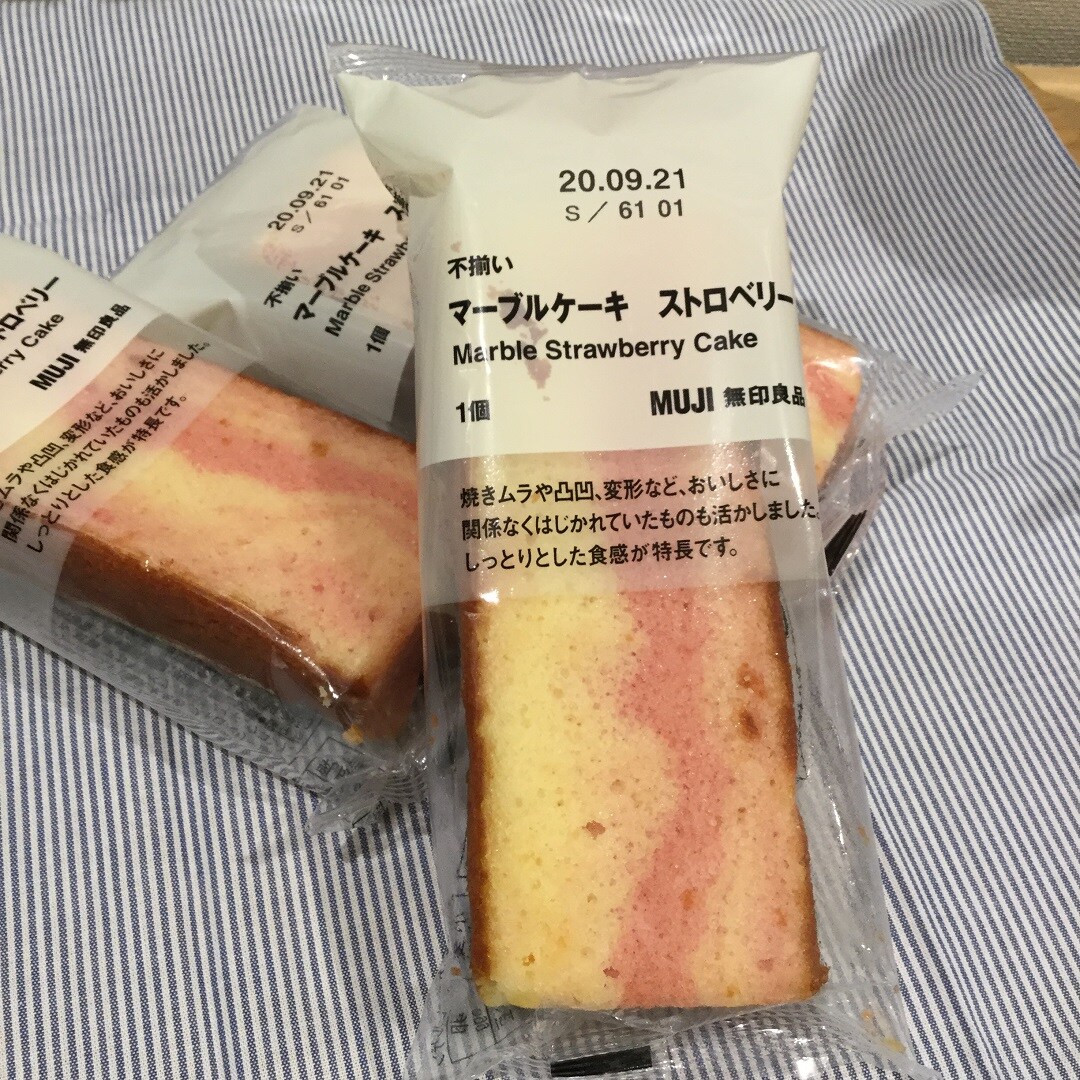 20.09.21
S／61 01
不揃い
マーブルケーキ ストロベリー
Marble Strawberry Cake
1個
MUJI 無印良品
焼きムラや凸凹、変形など、おいしさに
関係なくはじかれていたものも活かしました。
しっとりとした食感が特長です。
20.09.21
S／61 01
不揃い
マーブルケーキ
Marble
1個
トロベリー
Cake
MUJI 無印良品
ムラや凸凹、変形など、おいしさに
関係なくはじかれていたものも活かしました。
しっとりとした食感が特長です。